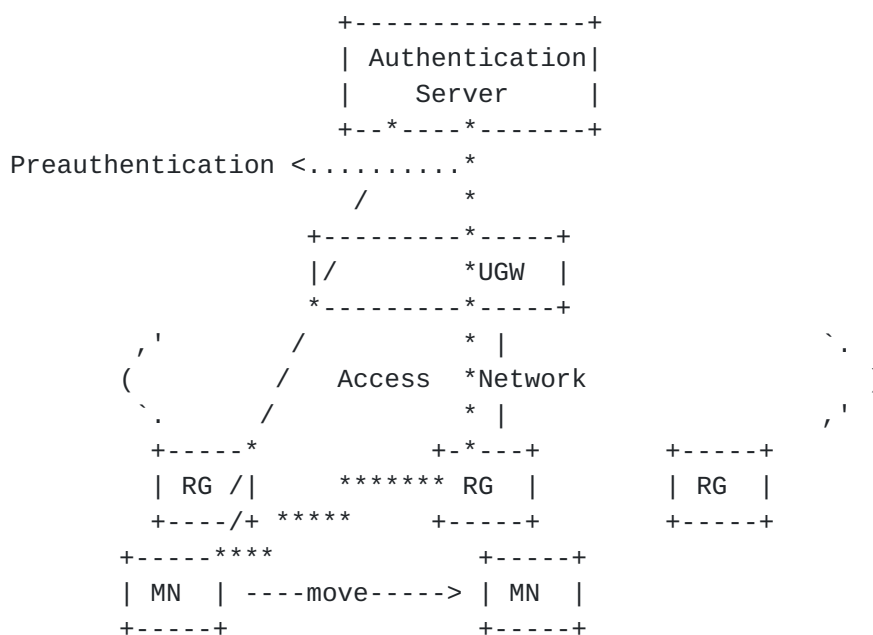 Authentication
Server
Preauthentication
UGW
Access Network
RG RG RG
MN ----move-----> MN